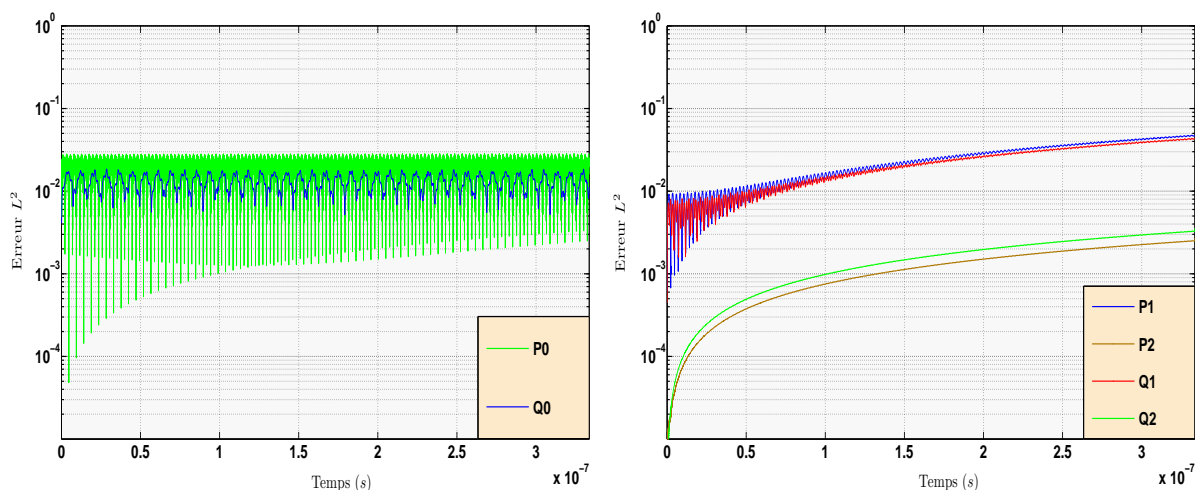 10^0
10^-1
10^-2
10^-3
10^-4
Erreur L^2
0 0.5 1 1.5 2 2.5 3
x 10^-7
Temps (s)
P0
Q0
10^0
10^-1
10^-2
10^-3
10^-4
Erreur L^2
0 0.5 1 1.5 2 2.5 3
x 10^-7
Temps (s)
P1
P2
Q1
Q2